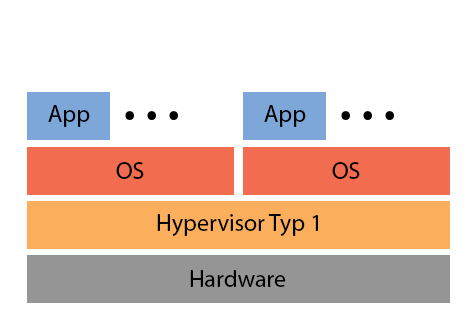 App • • • App • • •
OS OS
Hypervisor Typ 1
Hardware